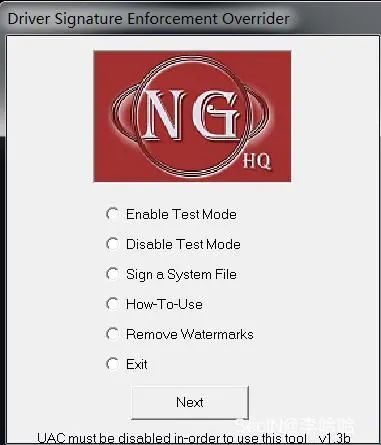 Driver Signature Enforcement Overrider
NG
HQ
Enable Test Mode
Disable Test Mode
Sign a System File
How-To-Use
Remove Watermarks
Exit
Next
UAC must be disabled in-order to use this tool. v1.3b